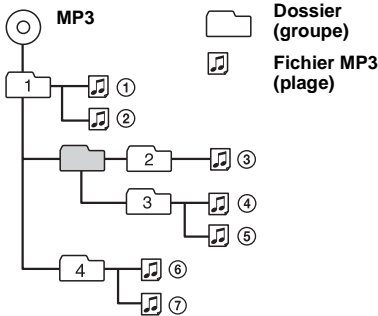 MP3
Dossier
(groupe)
Fichier MP3
(plage)
1
①
②
2
③
3
④
⑤
4
⑥
⑦